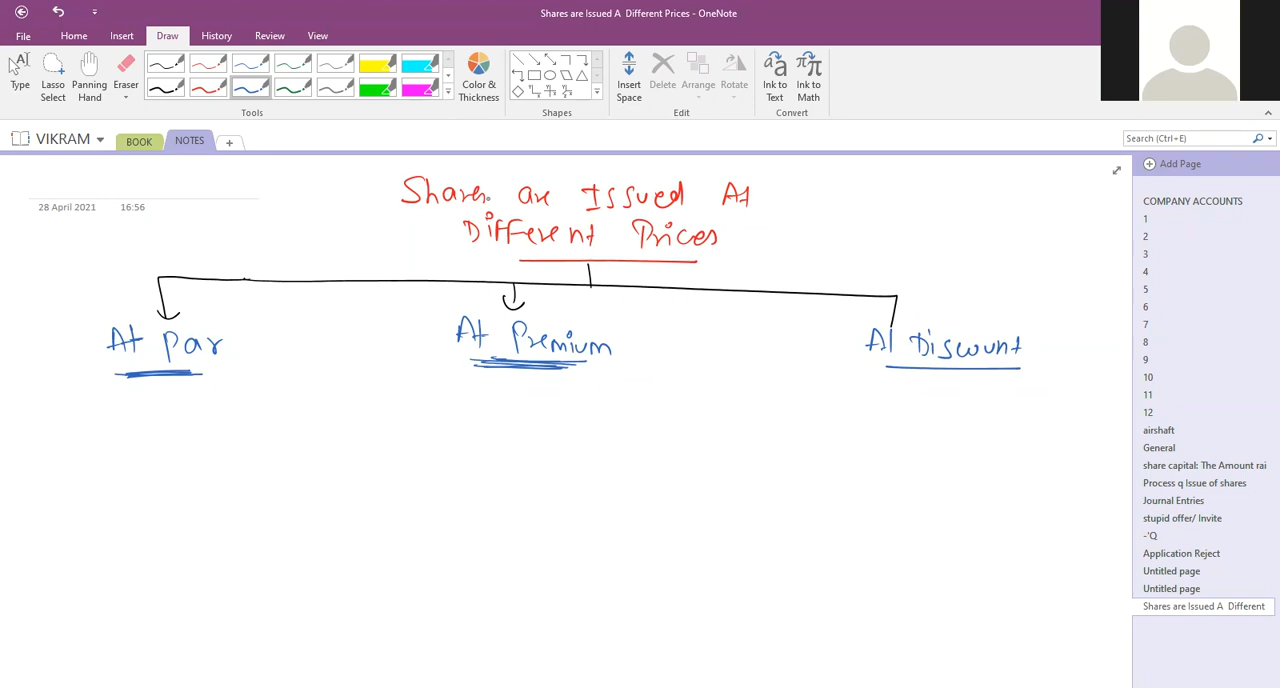 Shares are Issued A Different Prices - OneNote
File Home Insert Draw History Review View
Type Lasso Select Panning Hand Eraser Color & Thickness Insert Space Delete Arrange Rotate Ink to Text Ink to Math
Tools Shapes Edit Convert
VIKRAM BOOK NOTES + Search (Ctrl+E)
Add Page
28 April 2021 16:56
Shares are Issued At
Different Prices
At Par At Premium At Discount
COMPANY ACCOUNTS
1
2
3
4
5
6
7
8
9
10
11
12
airshaft
General
share capital: The Amount rai
Process q Issue of shares
Journal Entries
stupid offer/ Invite
-'Q
Application Reject
Untitled page
Untitled page
Shares are Issued A Different